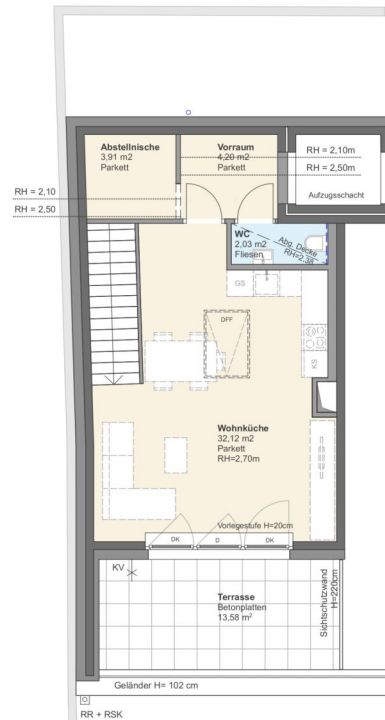 Abstellnische
3,91 m2
Parkett
Vorraum
4,20 m2
Parkett
RH = 2,10m
RH = 2,50m
Aufzugsschacht
RH = 2,10
RH = 2,50
WC
2,03 m2
Fliesen
Abg. Decke
RH=2,38
GS
DFF
KS
Wohnküche
32,12 m2
Parkett
RH=2,70m
Vorlegestufe H=20cm
DK
D
DK
KV
Terrasse
Betonplatten
13,58 m²
Sichtschutzwand
H=220cm
Geländer H= 102 cm
RR + RSK